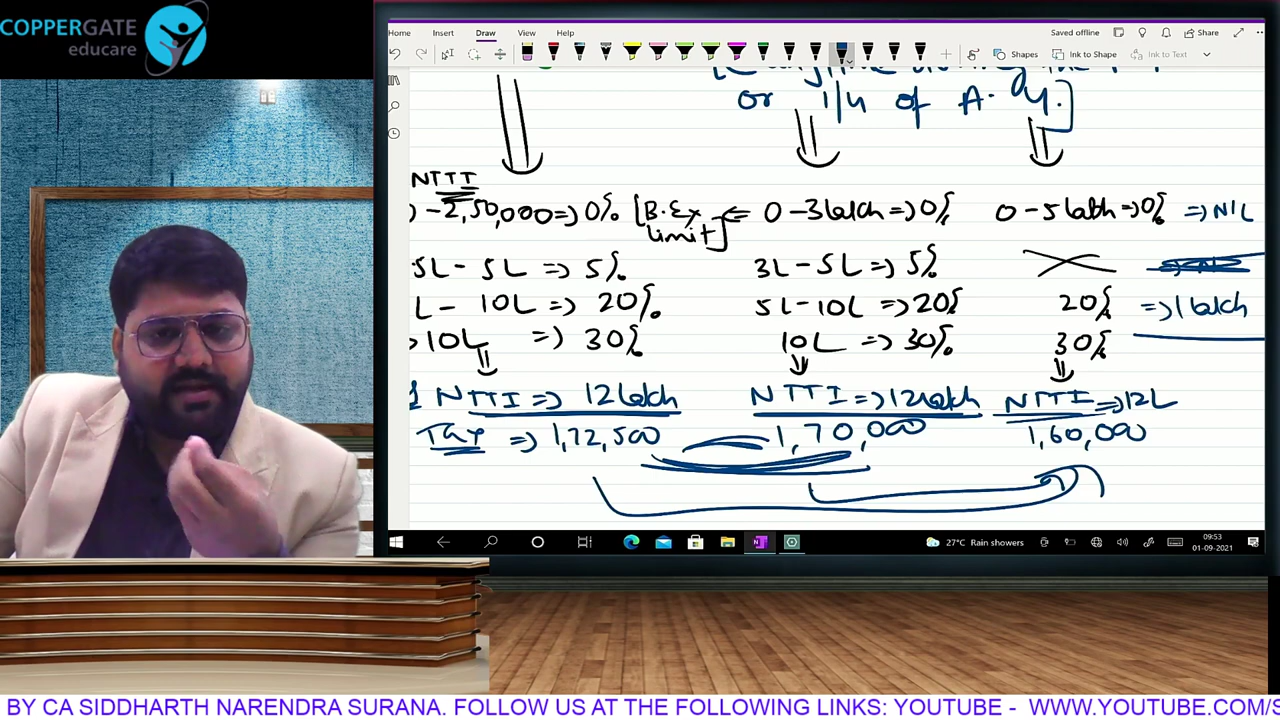 COPPERGATE
educare
Home Insert Draw View Help
Saved offline
Share
Shapes
Ink to Shape
Ink to Text
or 1/4 of A. Y.]
NTTI
-2,50,000=>0% [B.Ex limit] <= 0-3lakh=>0% 0-5lakh=>0% =>NIL
5L-5L=>5% 3L-5L=>5%
L-10L=>20% 5L-10L=>20% 20% =>1lakh
10L =>30% 10L=>30% 30%
NTTI=>12lakh NTTI=>12lakh NTTI=>12L
Tax =>1,72,500 1,70,000 1,60,000
27°C Rain showers
09:53
01-09-2021
BY CA SIDDHARTH NARENDRA SURANA. FOLLOW US AT THE FOLLOWING LINKS: YOUTUBE - WWW.YOUTUBE.COM/S